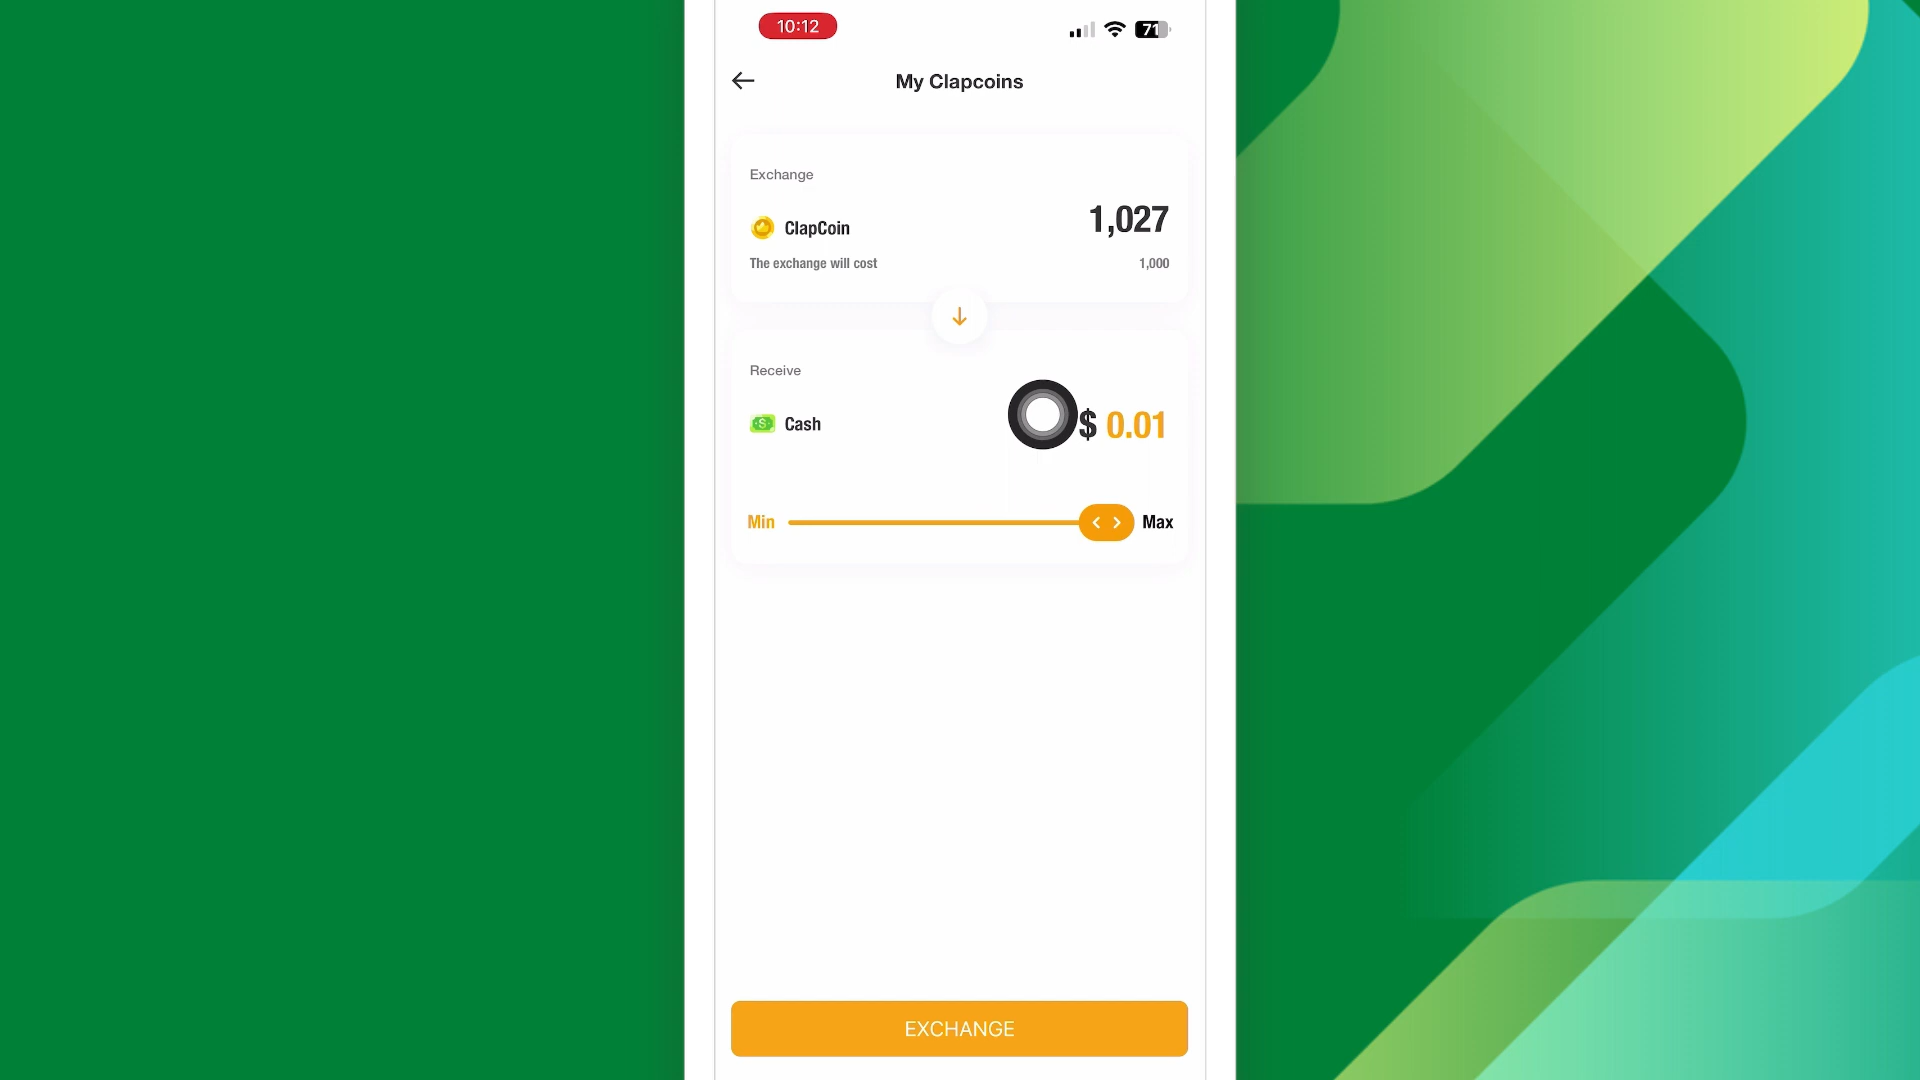 10:12
71
My Clapcoins
Exchange
ClapCoin
1,027
The exchange will cost
1,000
Receive
Cash
$ 0.01
Min
Max
EXCHANGE